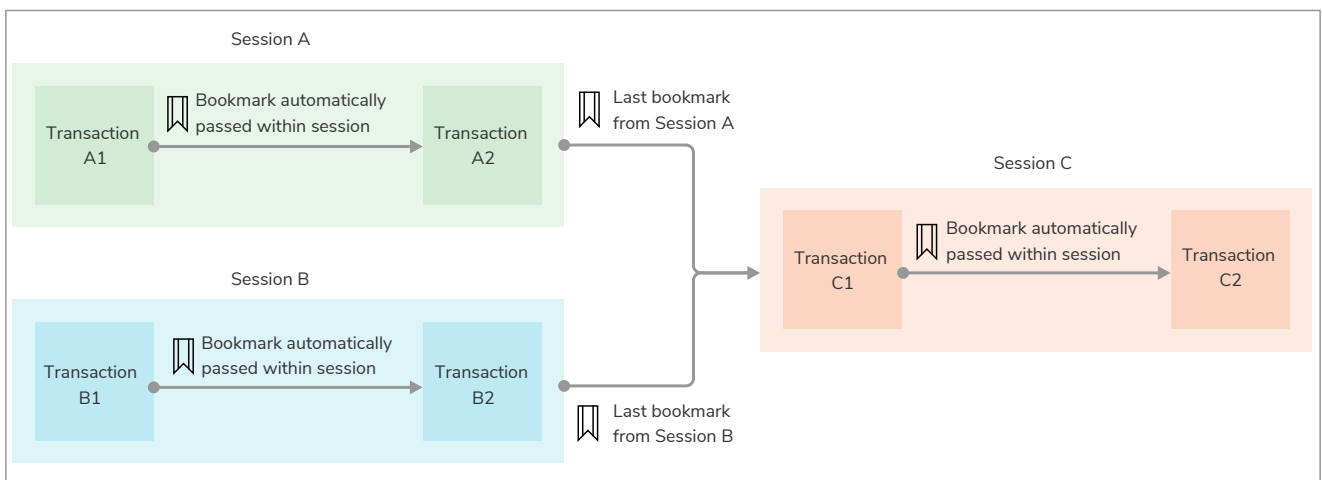 Session A
Transaction
A1
Bookmark automatically
passed within session
Transaction
A2
Last bookmark
from Session A
Session B
Transaction
B1
Bookmark automatically
passed within session
Transaction
B2
Last bookmark
from Session B
Session C
Transaction
C1
Bookmark automatically
passed within session
Transaction
C2